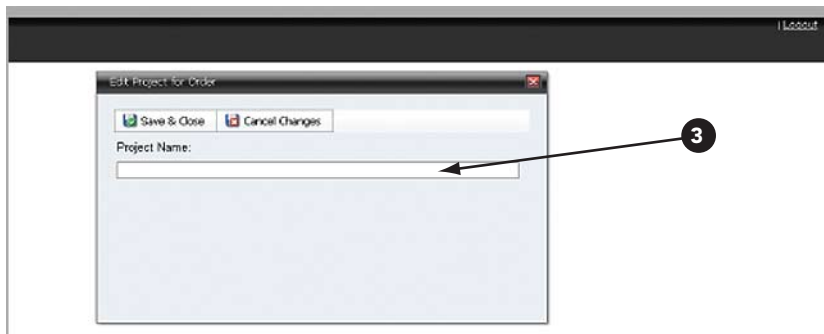 | Logout
Edit Project for Order
Save & Close Cancel Changes
Project Name:
3